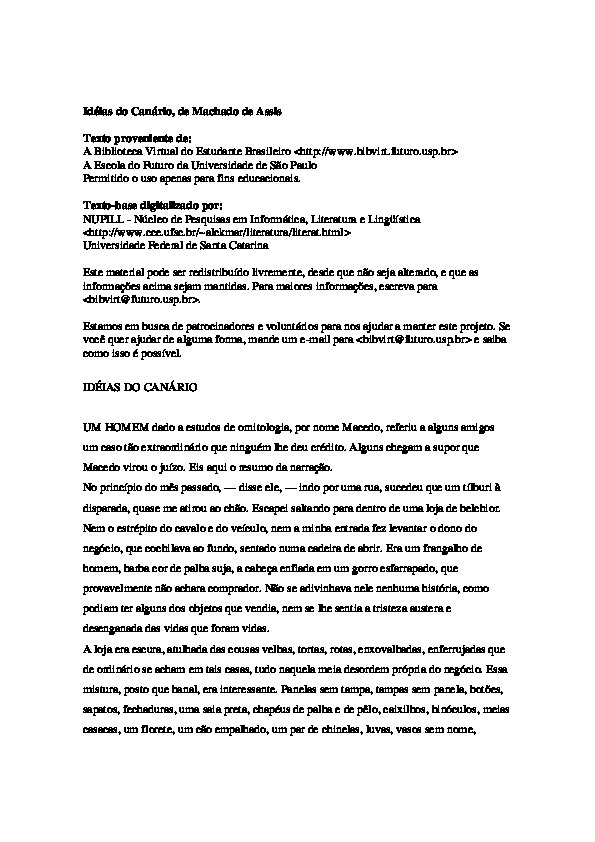 Idéias do Canário, de Machado de Assis
Texto proveniente de:
A Biblioteca Virtual do Estudante Brasileiro <http://www.bibvirt.futuro.usp.br>
A Escola do Futuro da Universidade de São Paulo
Permitido o uso apenas para fins educacionais.
Texto-base digitalizado por:
NUPILL - Núcleo de Pesquisas em Informática, Literatura e Lingüística
<http://www.cce.ufsc.br/~alckmar/literatura/literat.html>
Universidade Federal de Santa Catarina
Este material pode ser redistribuído livremente, desde que não seja alterado, e que as
informações acima sejam mantidas. Para maiores informações, escreva para
<bibvirt@futuro.usp.br>.
Estamos em busca de patrocinadores e voluntários para nos ajudar a manter este projeto. Se
você quer ajudar de alguma forma, mande um e-mail para <bibvirt@futuro.usp.br> e saiba
como isso é possível.
IDÉIAS DO CANÁRIO
UM HOMEM dado a estudos de ornitologia, por nome Macedo, referiu a alguns amigos
um caso tão extraordinário que ninguém lhe deu crédito. Alguns chegam a supor que
Macedo virou o juízo. Eis aqui o resumo da narração.
No princípio do mês passado, — disse ele, — indo por uma rua, sucedeu que um tílburi à
disparada, quase me atirou ao chão. Escapei saltando para dentro de uma loja de belchior.
Nem o estrépito do cavalo e do veículo, nem a minha entrada fez levantar o dono do
negócio, que cochilava ao fundo, sentado numa cadeira de abrir. Era um frangalho de
homem, barba cor de palha suja, a cabeça enfiada em um gorro esfarrapado, que
provavelmente não achara comprador. Não se adivinhava nele nenhuma história, como
podiam ter alguns dos objetos que vendia, nem se lhe sentia a tristeza austera e
desenganada das vidas que foram vidas.
A loja era escura, atulhada das cousas velhas, tortas, rotas, enxovalhadas, enferrujadas que
de ordinário se acham em tais casas, tudo naquela meia desordem própria do negócio. Essa
mistura, posto que banal, era interessante. Panelas sem tampa, tampas sem panela, botões,
sapatos, fechaduras, uma saia preta, chapéus de palha e de pêlo, caixilhos, binóculos, meias
casacas, um florete, um cão empalhado, um par de chinelas, luvas, vasos sem nome,